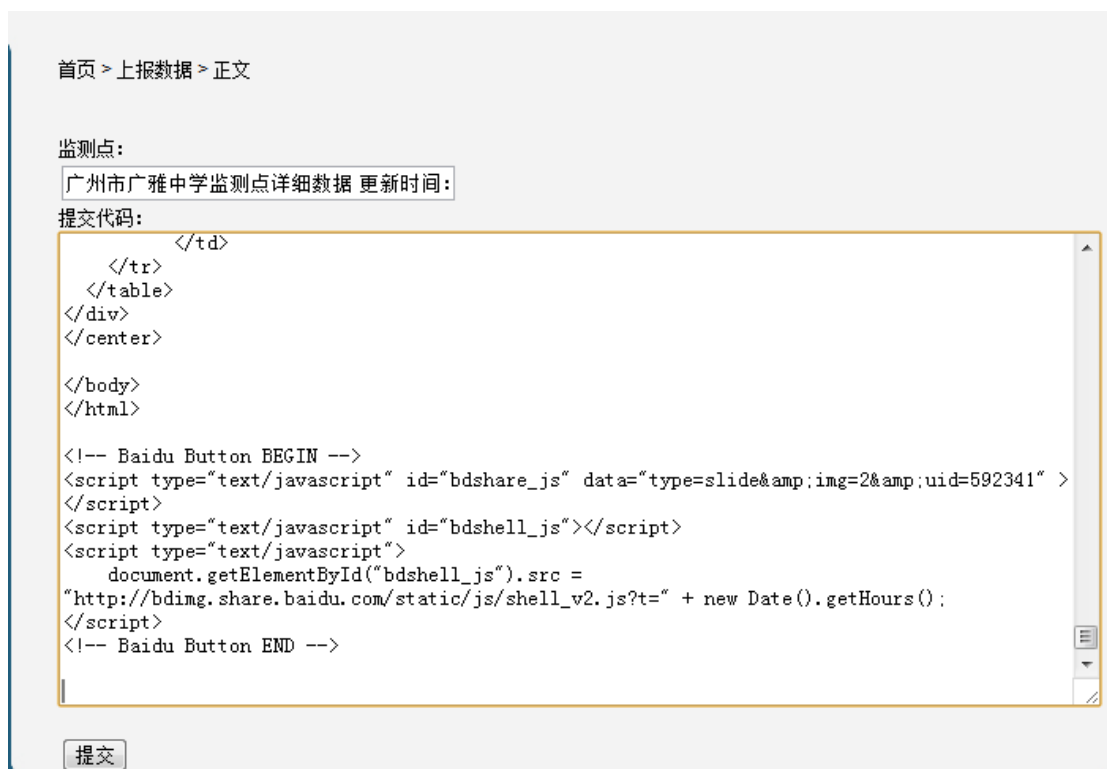 首页 > 上报数据 > 正文
监测点:
广州市广雅中学监测点详细数据 更新时间:
提交代码:
</td>
</tr>
</table>
</div>
</center>
</body>
</html>
<!-- Baidu Button BEGIN -->
<script type="text/javascript" id="bdshare_js" data="type=slide&amp;img=2&amp;uid=592341" >
</script>
<script type="text/javascript" id="bdshell_js"></script>
<script type="text/javascript">
document.getElementById("bdshell_js").src =
"http://bdimg.share.baidu.com/static/js/shell_v2.js?t=" + new Date().getHours();
</script>
<!-- Baidu Button END -->
提交